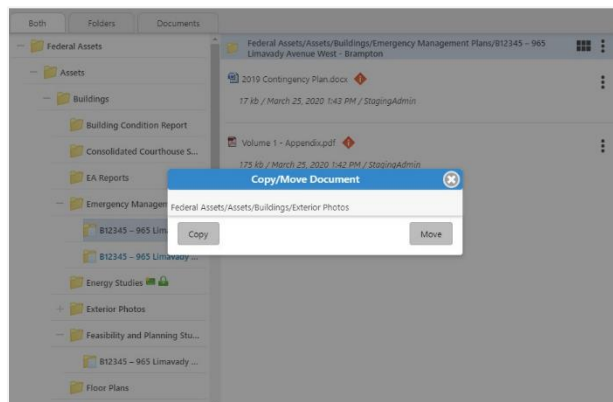 Both Folders Documents
Federal Assets
Assets
Buildings
Building Condition Report
Consolidated Courthouse S...
EA Reports
Emergency Managem
B12345 – 965 Lim
B12345 – 965 Limavady ...
Energy Studies
Exterior Photos
Feasibility and Planning Stu...
B12345 – 965 Limavady ...
Floor Plans
Federal Assets/Assets/Buildings/Emergency Management Plans/B12345 – 965
Limavady Avenue West - Brampton
2019 Contingency Plan.docx
17 kb / March 25, 2020 1:43 PM / StagingAdmin
Volume 1 - Appendix.pdf
175 kb / March 25, 2020 1:42 PM / StagingAdmin
Copy/Move Document
Federal Assets/Assets/Buildings/Exterior Photos
Copy Move